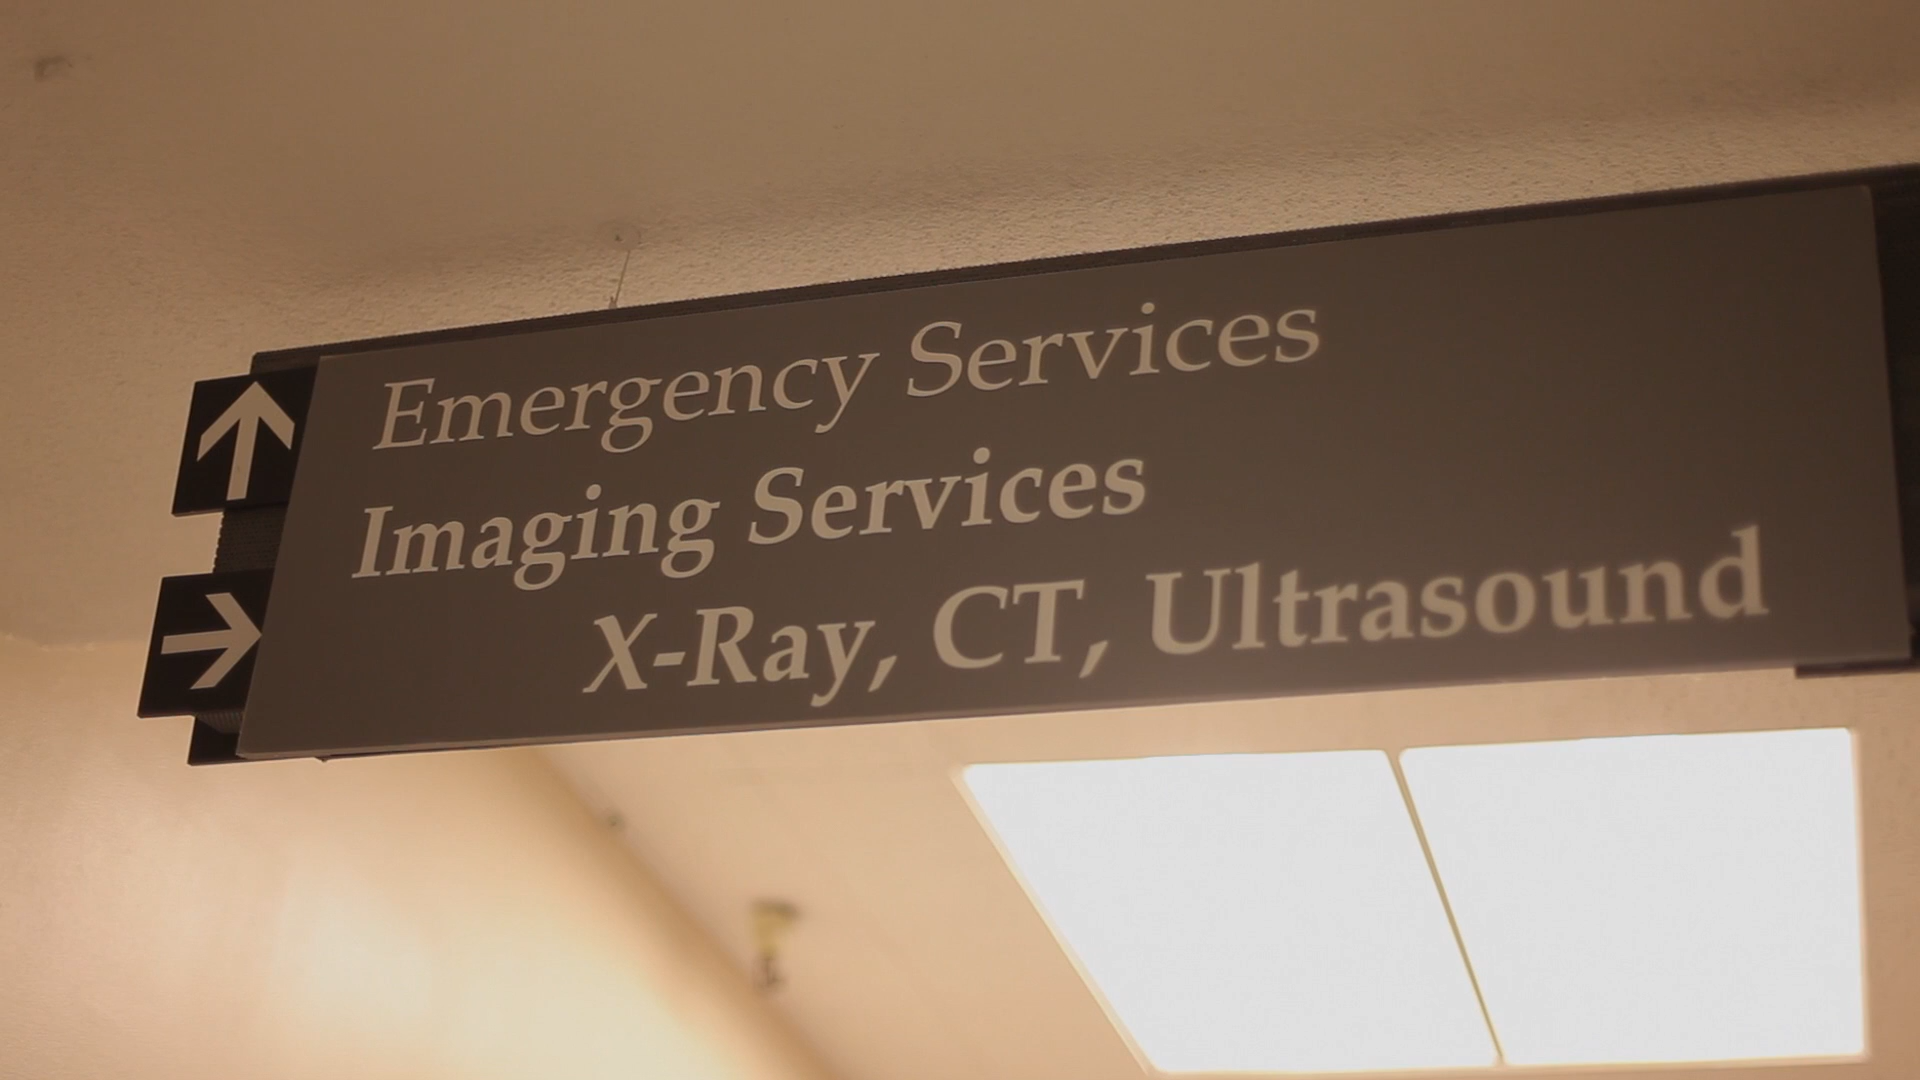 Emergency Services
Imaging Services
X-Ray, CT, Ultrasound